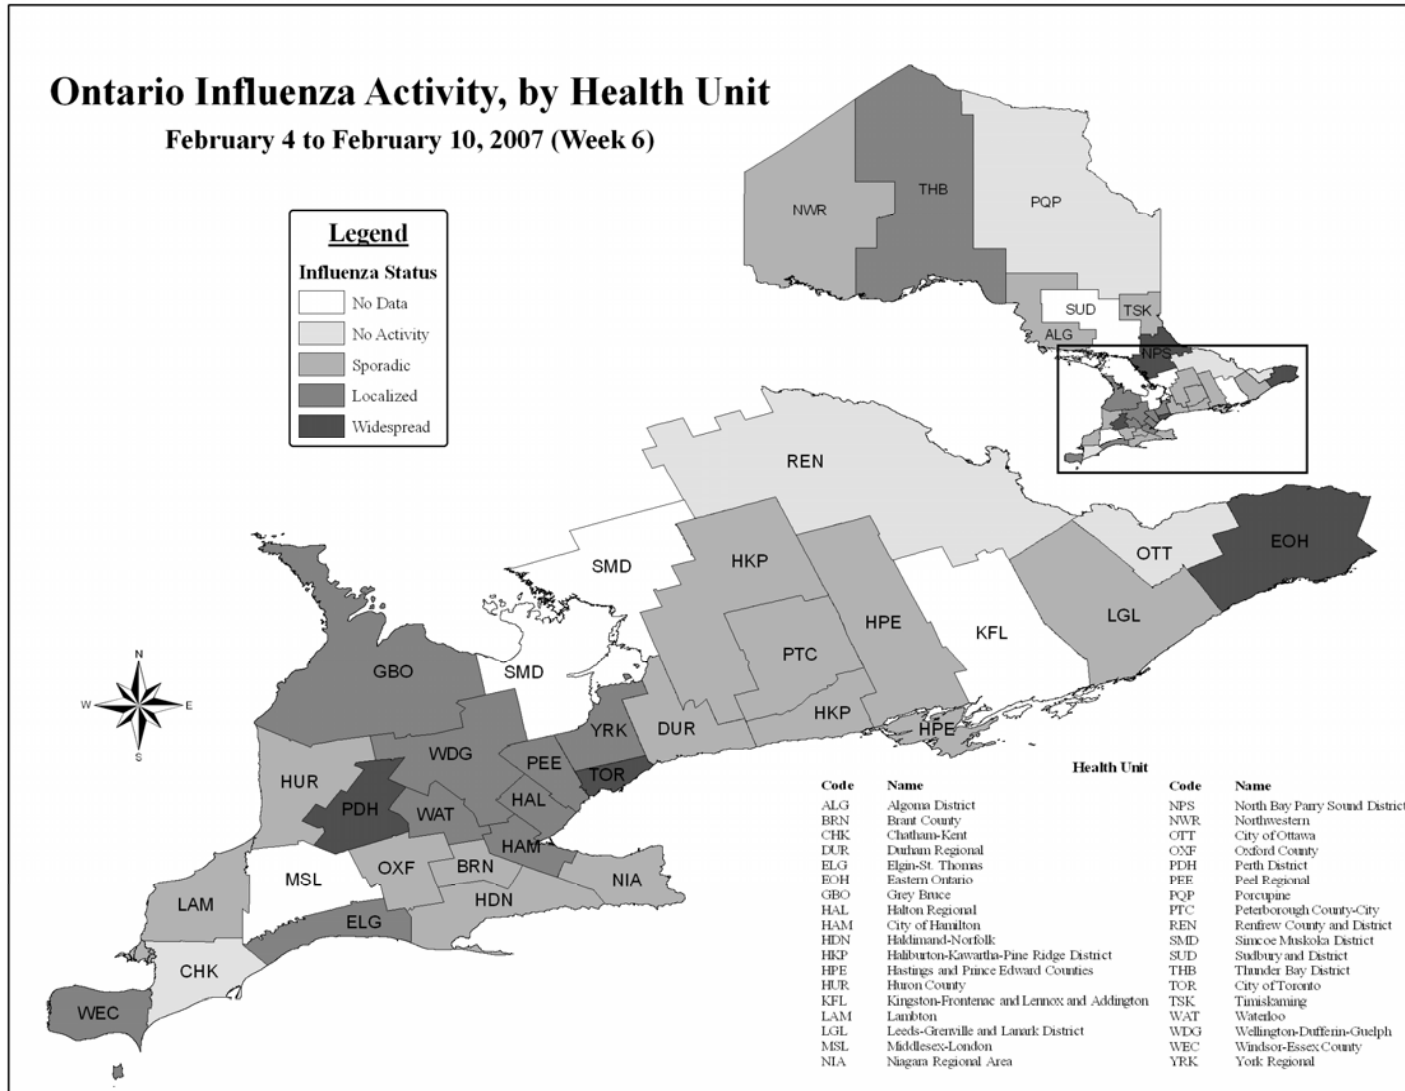 Ontario Influenza Activity, by Health Unit
February 4 to February 10, 2007 (Week 6)
Legend
Influenza Status
No Data
No Activity
Sporadic
Localized
Widespread
NWR
THB
PQP
SUD
TSK
ALG
NPS
REN
SMD
HKP
OTT
EOH
HPE
LGL
KFL
PTC
GBO
SMD
HKP
YRK
DUR
HPE
WDG
PEE
TOR
HUR
HAL
PDH
WAT
HAM
OXF
BRN
MSL
NIA
HDN
LAM
ELG
CHK
WEC
N
W E
S
Health Unit
Code Name Code Name
ALG Algoma District NPS North Bay Parry Sound District
BRN Brant County NWR Northwestern
CHK Chatham-Kent OTT City of Ottawa
DUR Durham Regional OXF Oxford County
ELG Elgin-St. Thomas PDH Perth District
EOH Eastern Ontario PEE Peel Regional
GBO Grey Bruce PQP Porcupine
HAL Halton Regional PTC Peterborough County-City
HAM City of Hamilton REN Renfrew County and District
HDN Haldimand-Norfolk SMD Simcoe Muskoka District
HKP Haliburton-Kawartha-Pine Ridge District SUD Sudbury and District
HPE Hastings and Prince Edward Counties THB Thunder Bay District
HUR Huron County TOR City of Toronto
KFL Kingston-Frontenac and Lennox and Addington TSK Timiskaming
LAM Lambton WAT Waterloo
LGL Leeds-Grenville and Lanark District WDG Wellington-Dufferin-Guelph
MSL Middlesex-London WEC Windsor-Essex County
NIA Niagara Regional Area YRK York Regional